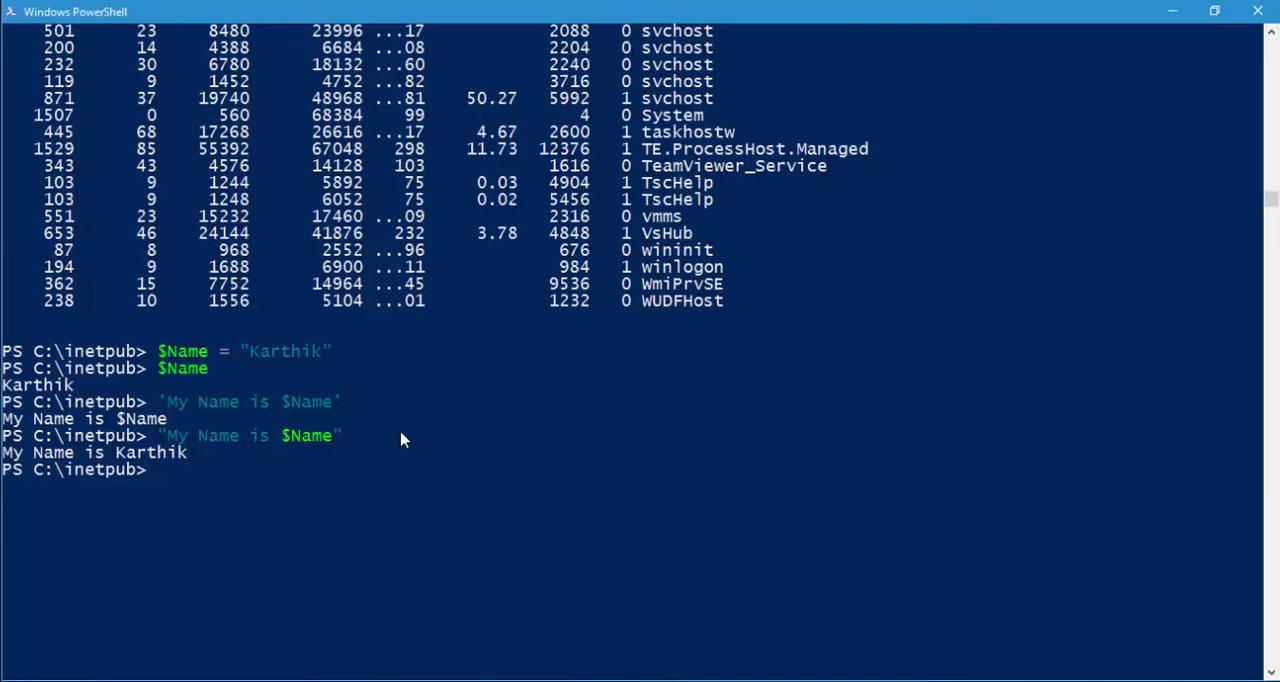 Windows PowerShell
501 23 8480 23996 ...17 2088 0 svchost
200 14 4388 6684 ...08 2204 0 svchost
232 30 6780 18132 ...60 2240 0 svchost
119 9 1452 4752 ...82 3716 0 svchost
871 37 19740 48968 ...81 50.27 5992 1 svchost
1507 0 560 68384 99 4 0 System
445 68 17268 26616 ...17 4.67 2600 1 taskhostw
1529 85 55392 67048 298 11.73 12376 1 TE.ProcessHost.Managed
343 43 4576 14128 103 1616 0 TeamViewer_Service
103 9 1244 5892 75 0.03 4904 1 TscHelp
103 9 1248 6052 75 0.02 5456 1 TscHelp
551 23 15232 17460 ...09 2316 0 vmms
653 46 24144 41876 232 3.78 4848 1 VsHub
87 8 968 2552 ...96 676 0 wininit
194 9 1688 6900 ...11 984 1 winlogon
362 15 7752 14964 ...45 9536 0 WmiPrvSE
238 10 1556 5104 ...01 1232 0 WUDFHost
PS C:\inetpub> $Name = "Karthik"
PS C:\inetpub> $Name
Karthik
PS C:\inetpub> 'My Name is $Name'
My Name is $Name
PS C:\inetpub> "My Name is $Name"
My Name is Karthik
PS C:\inetpub>